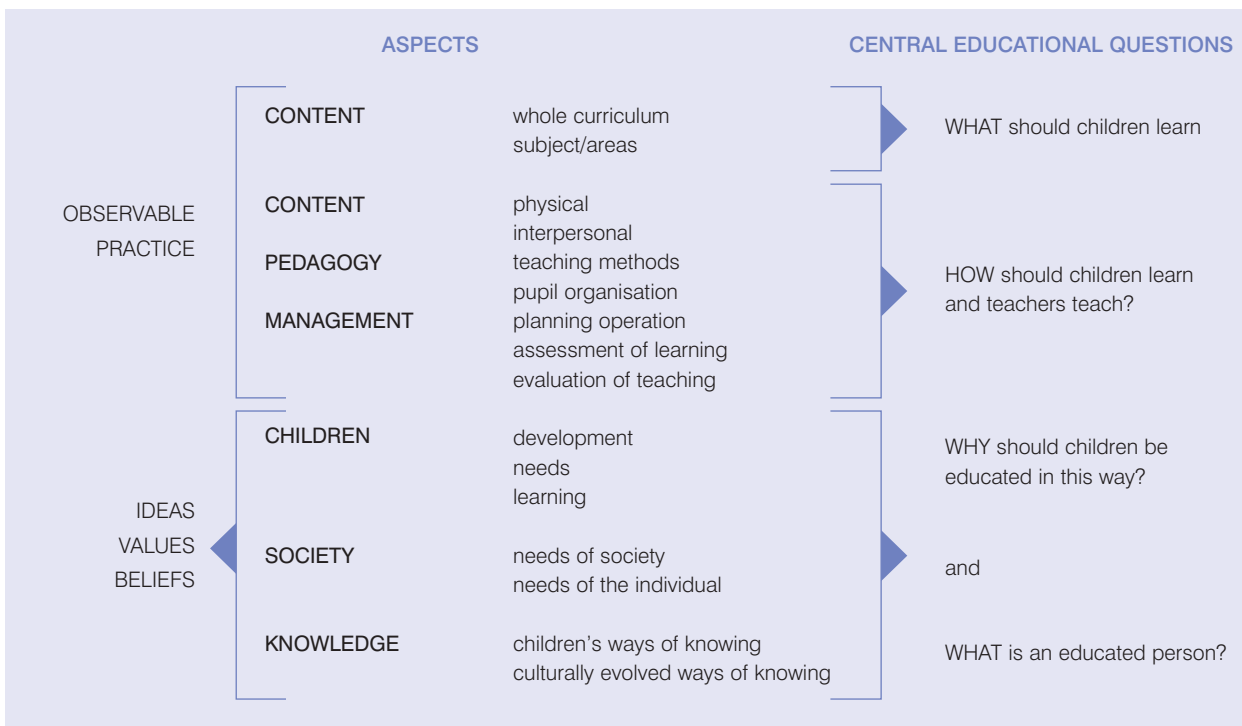 ASPECTS CENTRAL EDUCATIONAL QUESTIONS
CONTENT whole curriculum
subject/areas
WHAT should children learn
OBSERVABLE
PRACTICE
CONTENT physical
interpersonal
PEDAGOGY teaching methods
pupil organisation
MANAGEMENT planning operation
assessment of learning
evaluation of teaching
HOW should children learn
and teachers teach?
IDEAS
VALUES
BELIEFS
CHILDREN development
needs
learning
SOCIETY needs of society
needs of the individual
KNOWLEDGE children’s ways of knowing
culturally evolved ways of knowing
WHY should children be
educated in this way?
and
WHAT is an educated person?